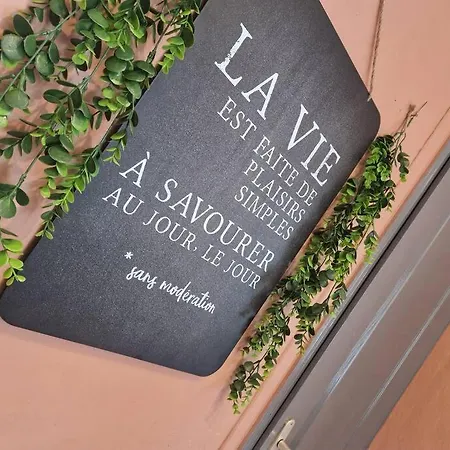 LA VIE
EST FAITE DE
PLAISIRS
SIMPLES
À SAVOURER
AU JOUR, LE JOUR
* sans modération